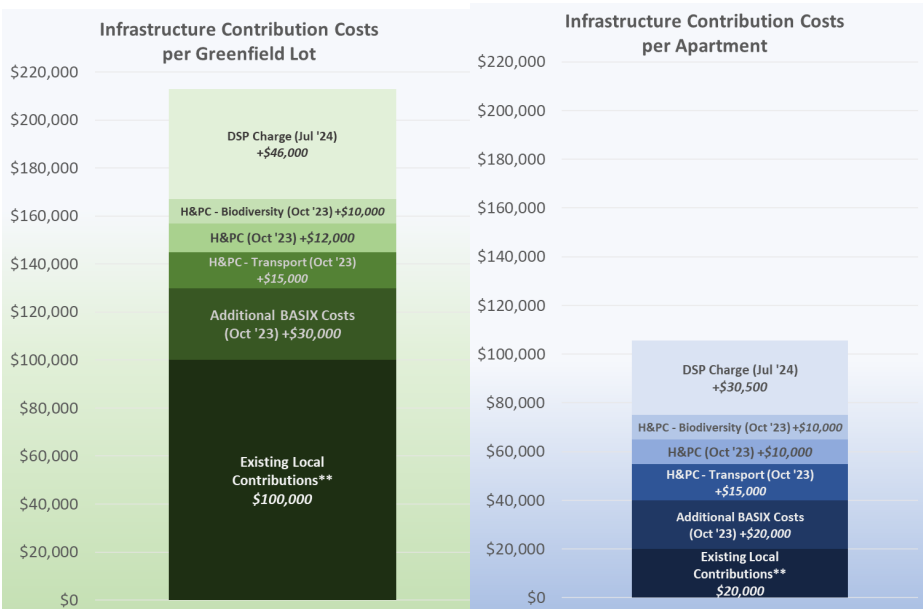 Infrastructure Contribution Costs
per Greenfield Lot
$220,000
$200,000
$180,000
$160,000
$140,000
$120,000
$100,000
$80,000
$60,000
$40,000
$20,000
$0
DSP Charge (Jul '24)
+$46,000
H&PC - Biodiversity (Oct '23) +$10,000
H&PC (Oct '23) +$12,000
H&PC - Transport (Oct '23)
+$15,000
Additional BASIX Costs
(Oct '23) +$30,000
Existing Local
Contributions**
$100,000
Infrastructure Contribution Costs
per Apartment
$220,000
$200,000
$180,000
$160,000
$140,000
$120,000
$100,000
$80,000
$60,000
$40,000
$20,000
$0
DSP Charge (Jul '24)
+$30,500
H&PC - Biodiversity (Oct '23) +$10,000
H&PC (Oct '23) +$10,000
H&PC - Transport (Oct '23)
+$15,000
Additional BASIX Costs
(Oct '23) +$20,000
Existing Local
Contributions**
$20,000